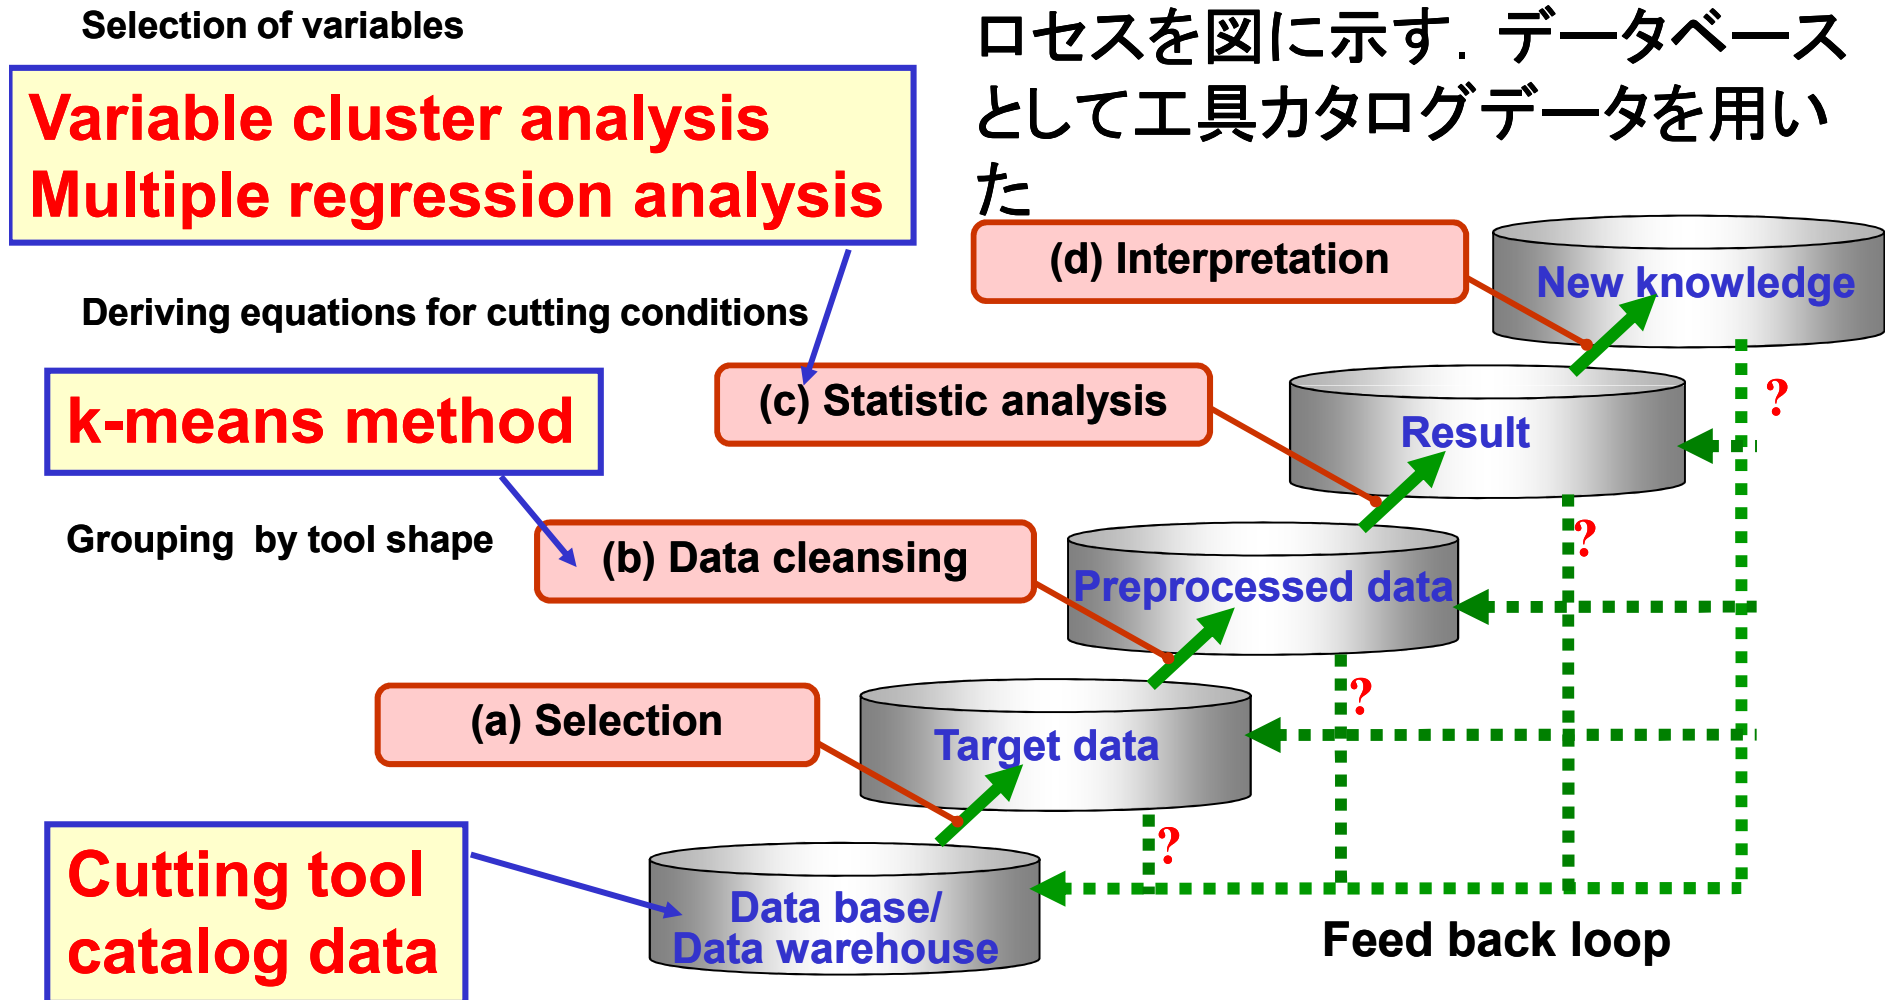 Selection of variables
Variable cluster analysis
Multiple regression analysis
ロセスを図に示す．データベース
として工具カタログデータを用い
た
(d) Interpretation
New knowledge
Deriving equations for cutting conditions
k-means method
(c) Statistic analysis
Result
?
Grouping by tool shape
(b) Data cleansing
Preprocessed data
?
(a) Selection
Target data
?
Cutting tool
catalog data
Data base/
Data warehouse
?
Feed back loop